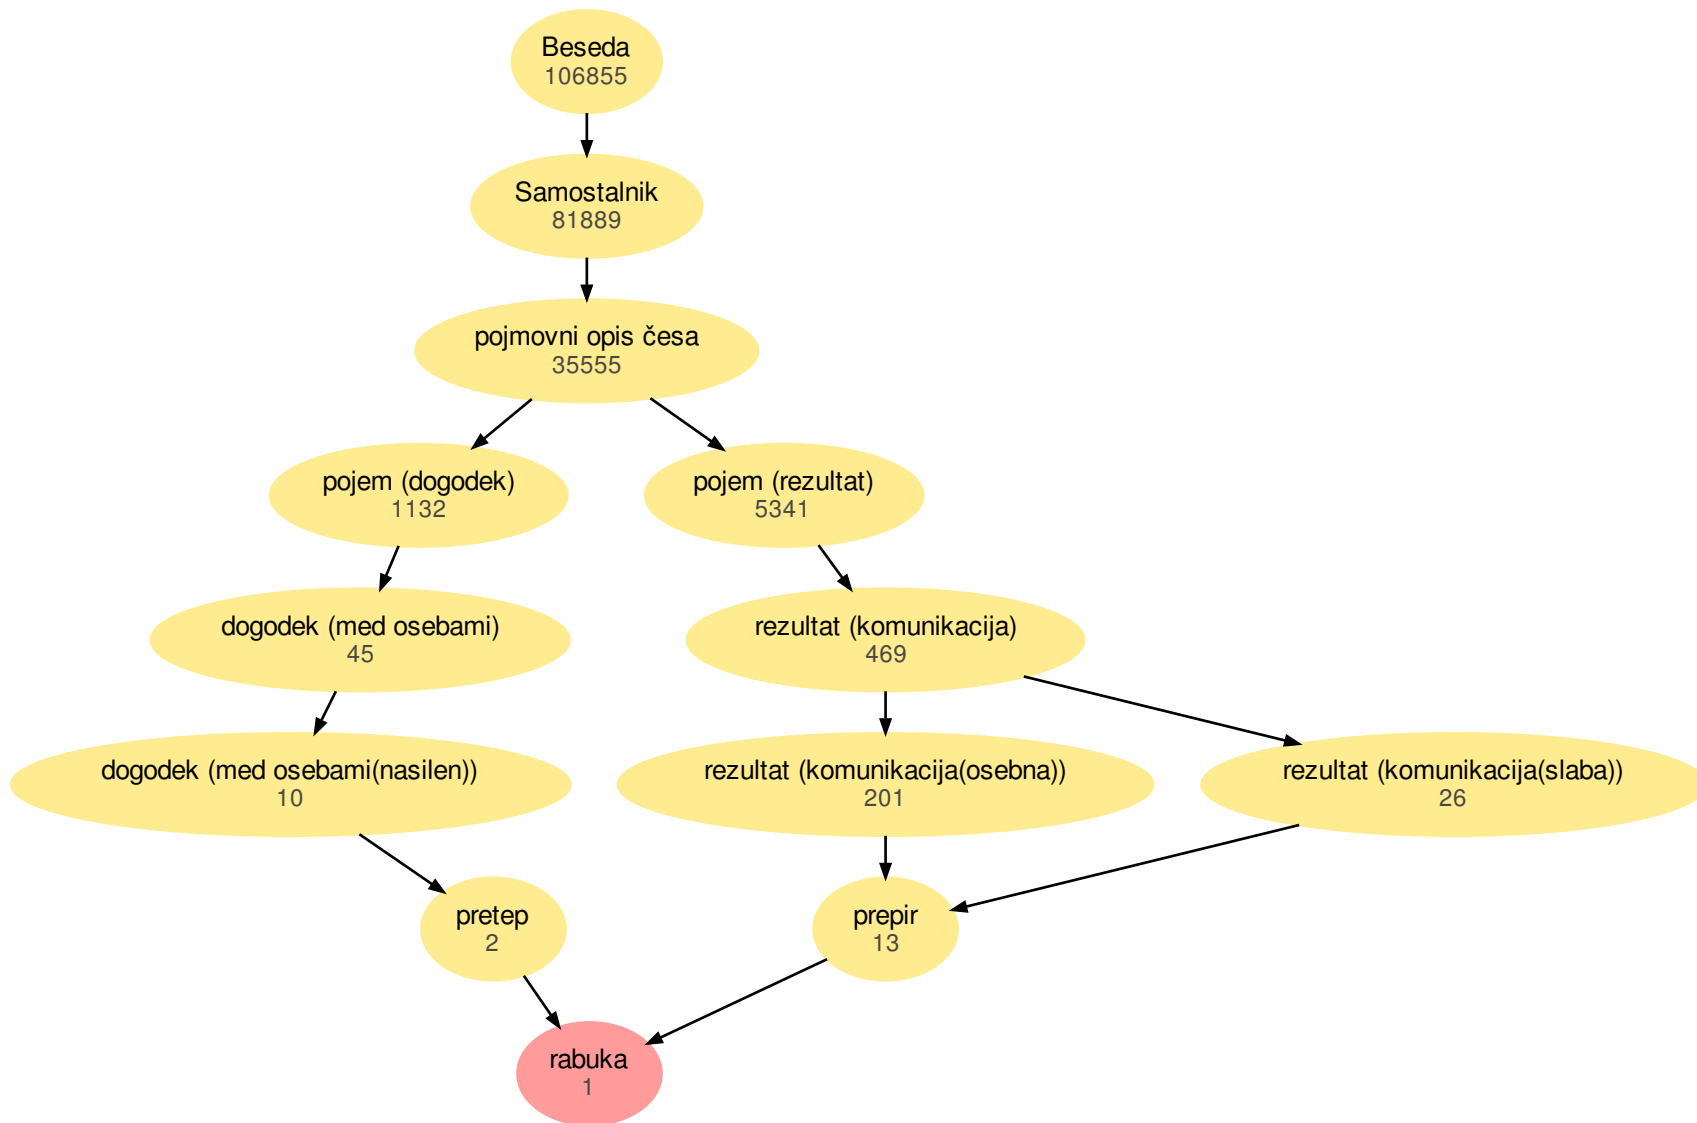 Beseda
106855
Samostalnik
81889
pojmovni opis česa
35555
pojem (dogodek)
1132
pojem (rezultat)
5341
dogodek (med osebami)
45
rezultat (komunikacija)
469
dogodek (med osebami(nasilen))
10
rezultat (komunikacija(osebna))
201
rezultat (komunikacija(slaba))
26
pretep
2
prepir
13
rabuka
1